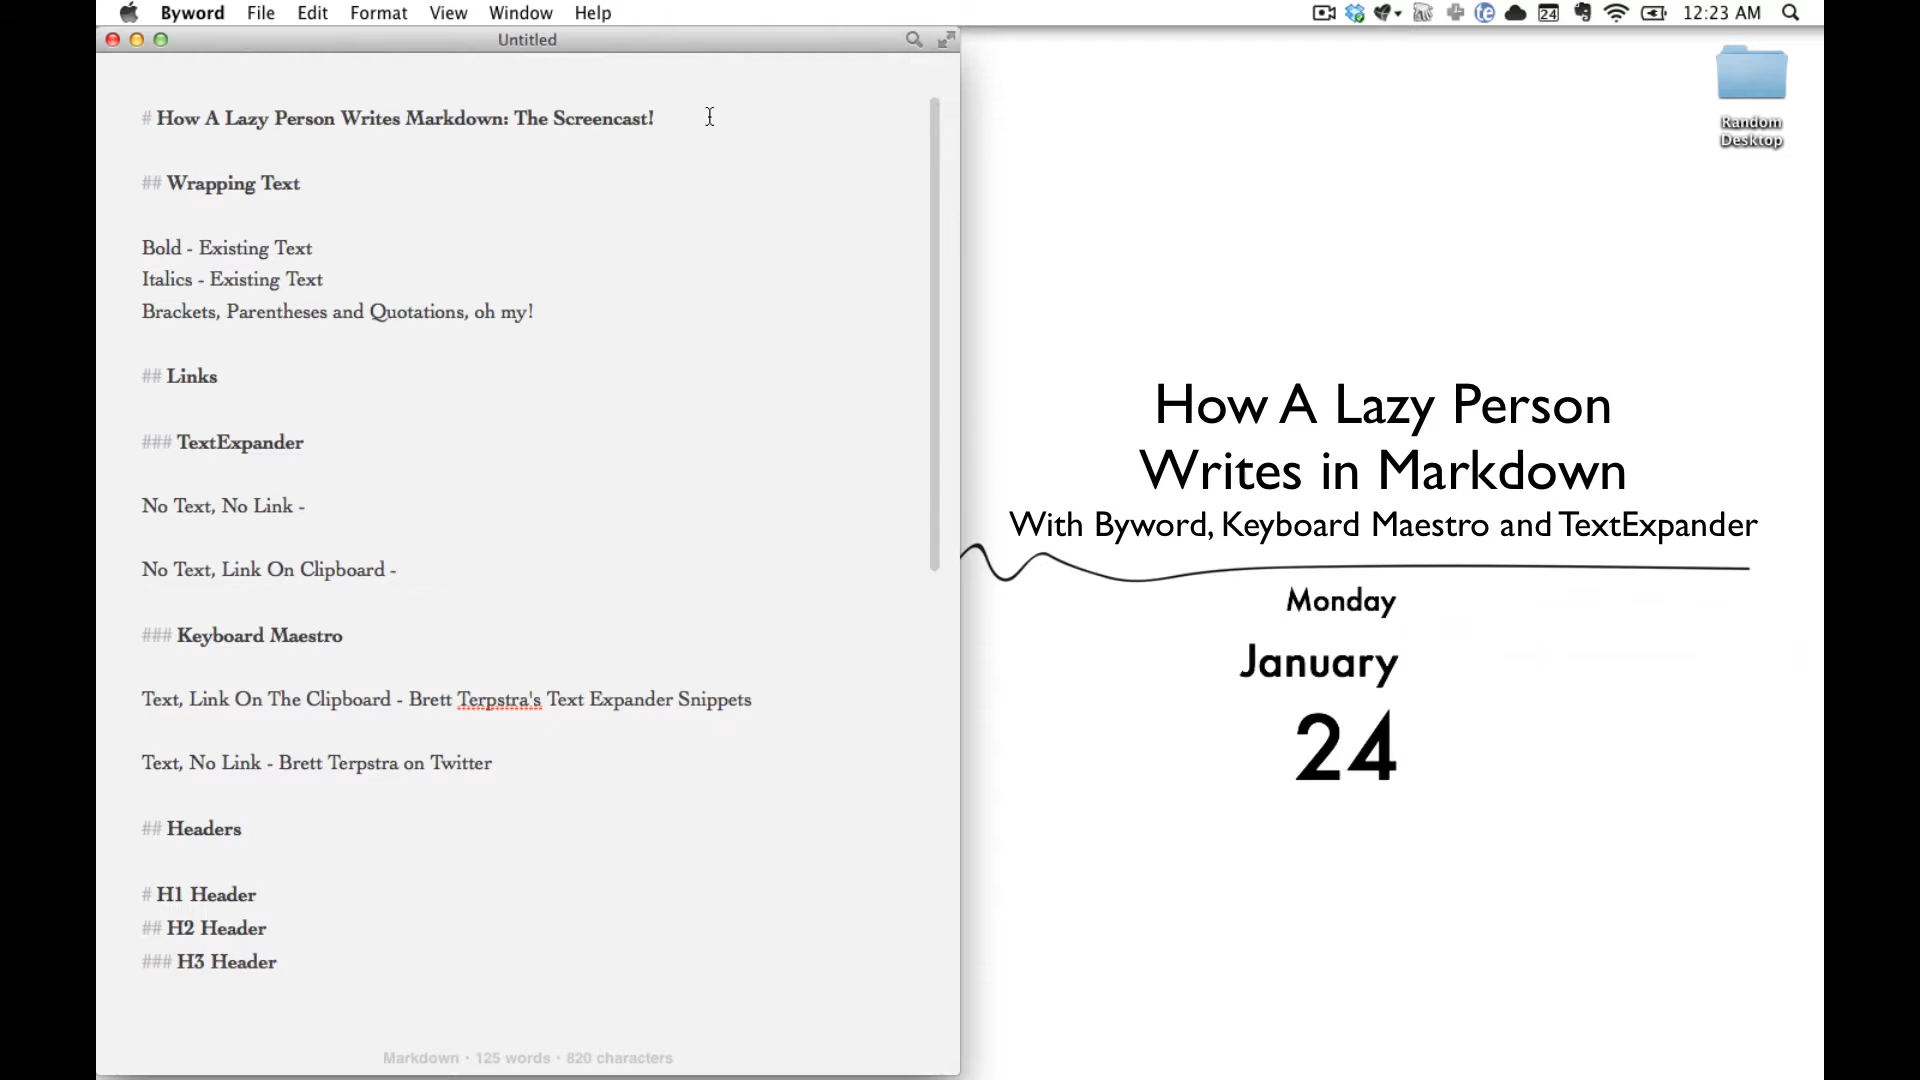 Byword File Edit Format View Window Help
24 12:23 AM
Untitled
# How A Lazy Person Writes Markdown: The Screencast!
## Wrapping Text
Bold - Existing Text
Italics - Existing Text
Brackets, Parentheses and Quotations, oh my!
## Links
### TextExpander
No Text, No Link -
No Text, Link On Clipboard -
### Keyboard Maestro
Text, Link On The Clipboard - Brett Terpstra's Text Expander Snippets
Text, No Link - Brett Terpstra on Twitter
## Headers
# H1 Header
## H2 Header
### H3 Header
Markdown • 125 words • 820 characters
Random
Desktop
How A Lazy Person
Writes in Markdown
With Byword, Keyboard Maestro and TextExpander
Monday
January
24